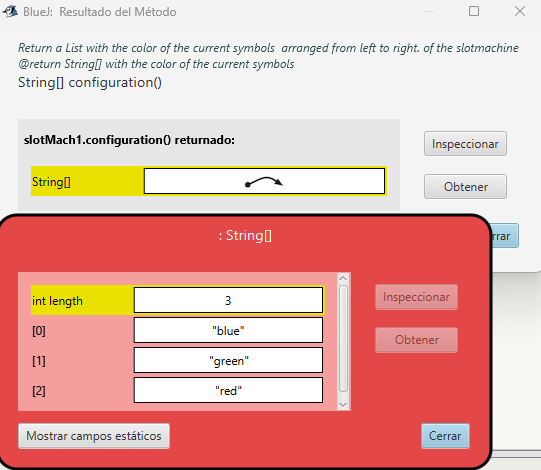 BlueJ:  Resultado del Método
Return a List with the color of the current symbols  arranged from left to right. of the slotmachine
@return String[] with the color of the current symbols
String[] configuration()
slotMach1.configuration() returnado:
String[]
Inspeccionar
Obtener
rrar
: String[]
int length 3
[0] "blue"
[1] "green"
[2] "red"
Inspeccionar
Obtener
Mostrar campos estáticos
Cerrar